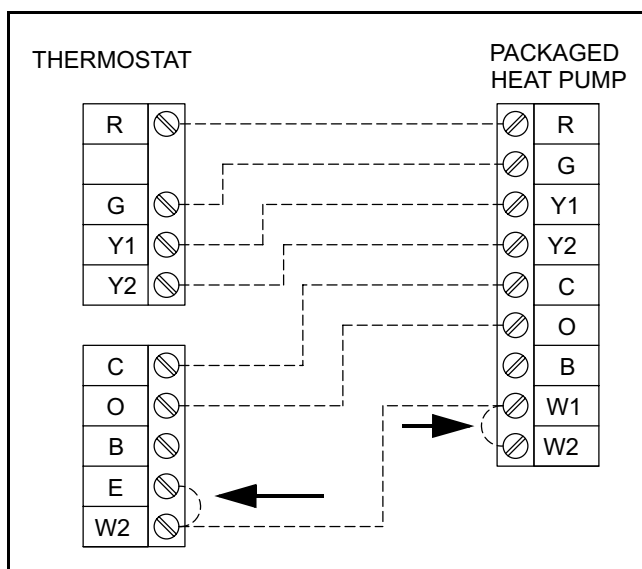 THERMOSTAT
PACKAGED
HEAT PUMP
R
G
Y1
Y2
C
O
B
E
W2
R
G
Y1
Y2
C
O
B
W1
W2